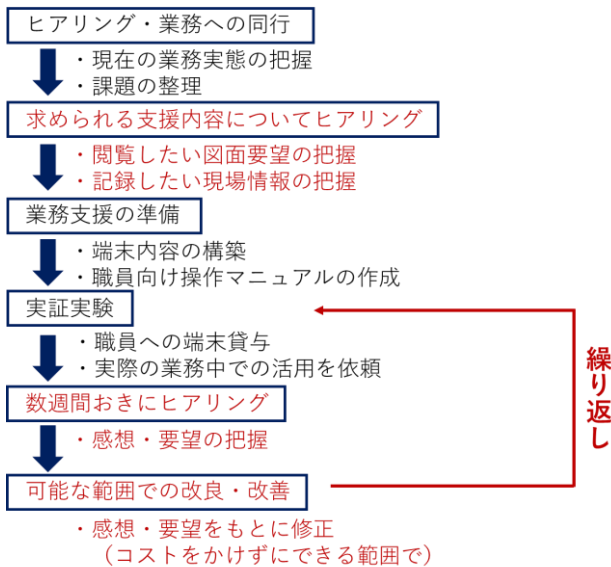 ヒアリング・業務への同行
・現在の業務実態の把握
・課題の整理
求められる支援内容についてヒアリング
・閲覧したい図面要望の把握
・記録したい現場情報の把握
業務支援の準備
・端末内容の構築
・職員向け操作マニュアルの作成
実証実験
・職員への端末貸与
・実際の業務中での活用を依頼
数週間おきにヒアリング
・感想・要望の把握
可能な範囲での改良・改善
・感想・要望をもとに修正
（コストをかけずにできる範囲で）
繰り返し